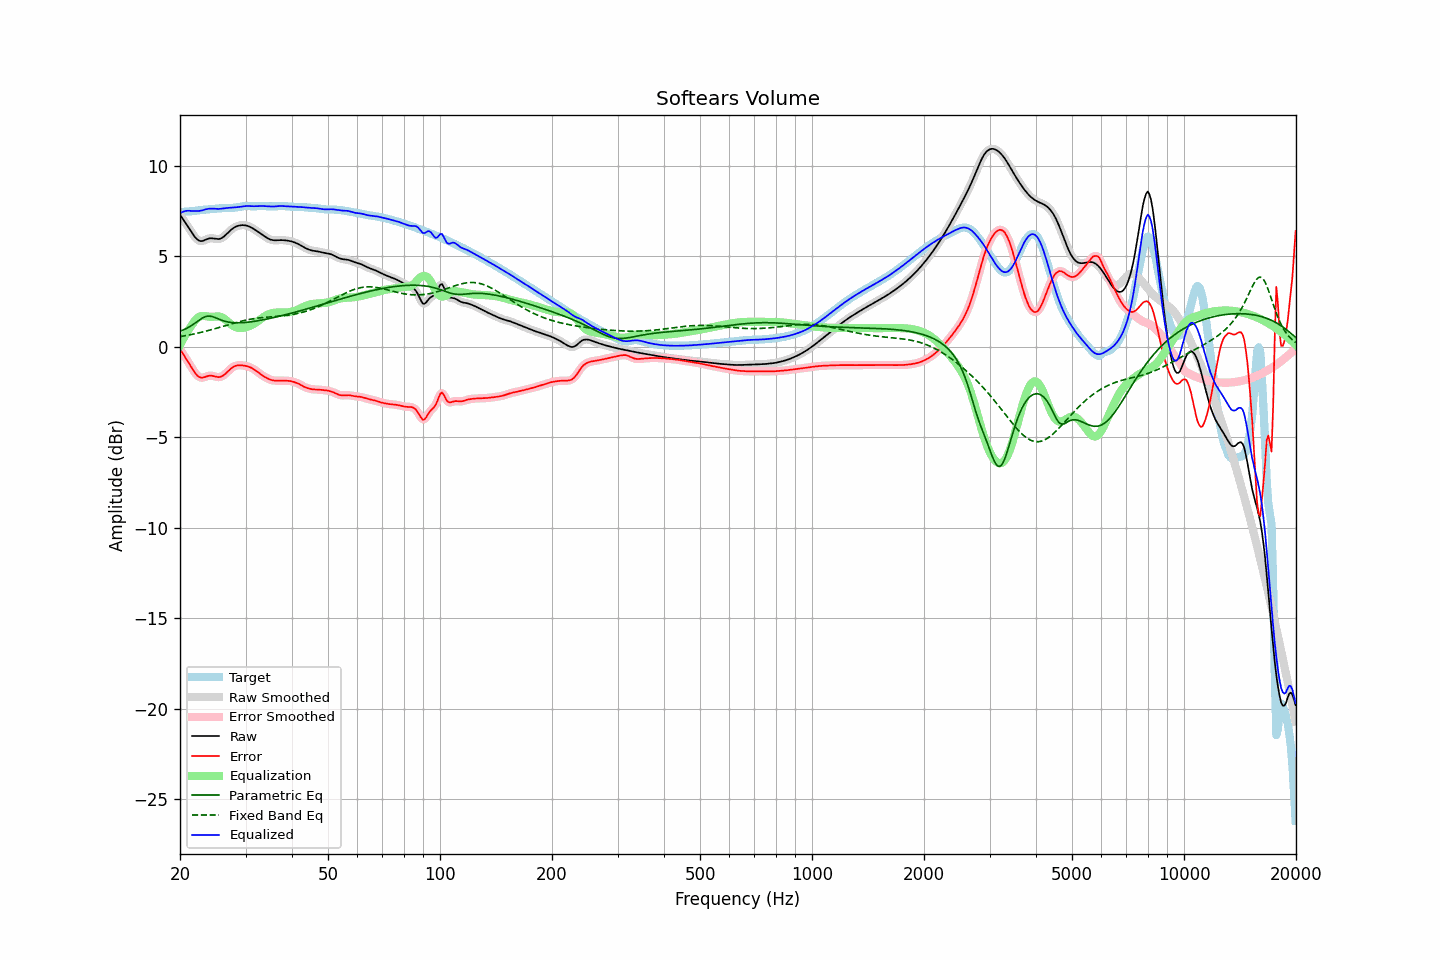 Softears Volume
Amplitude (dBr)
10
5
0
−5
−10
−15
−20
−25
Target
Raw Smoothed
Error Smoothed
Raw
Error
Equalization
Parametric Eq
Fixed Band Eq
Equalized
20 50 100 200 500 1000 2000 5000 10000 20000
Frequency (Hz)